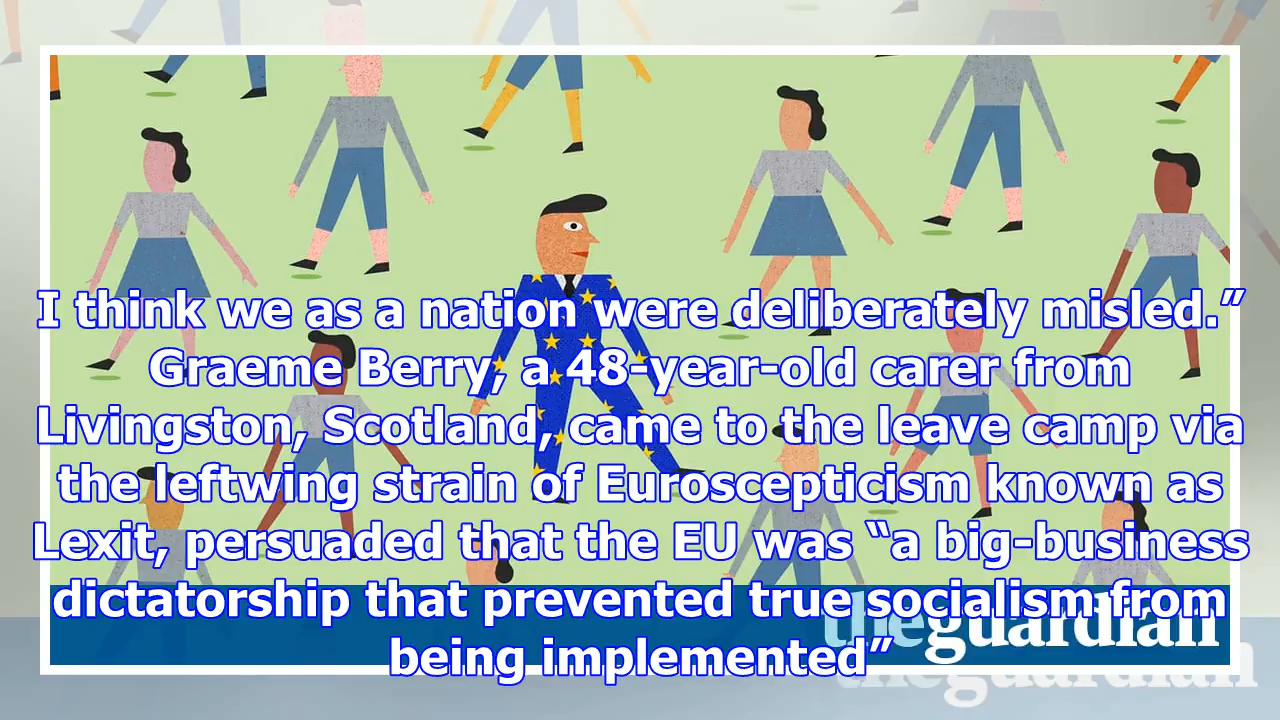 I think we as a nation were deliberately misled.”
Graeme Berry, a 48-year-old carer from
Livingston, Scotland, came to the leave camp via
the leftwing strain of Euroscepticism known as
Lexit, persuaded that the EU was “a big-business
dictatorship that prevented true socialism from
being implemented”
theguardian
theguardian